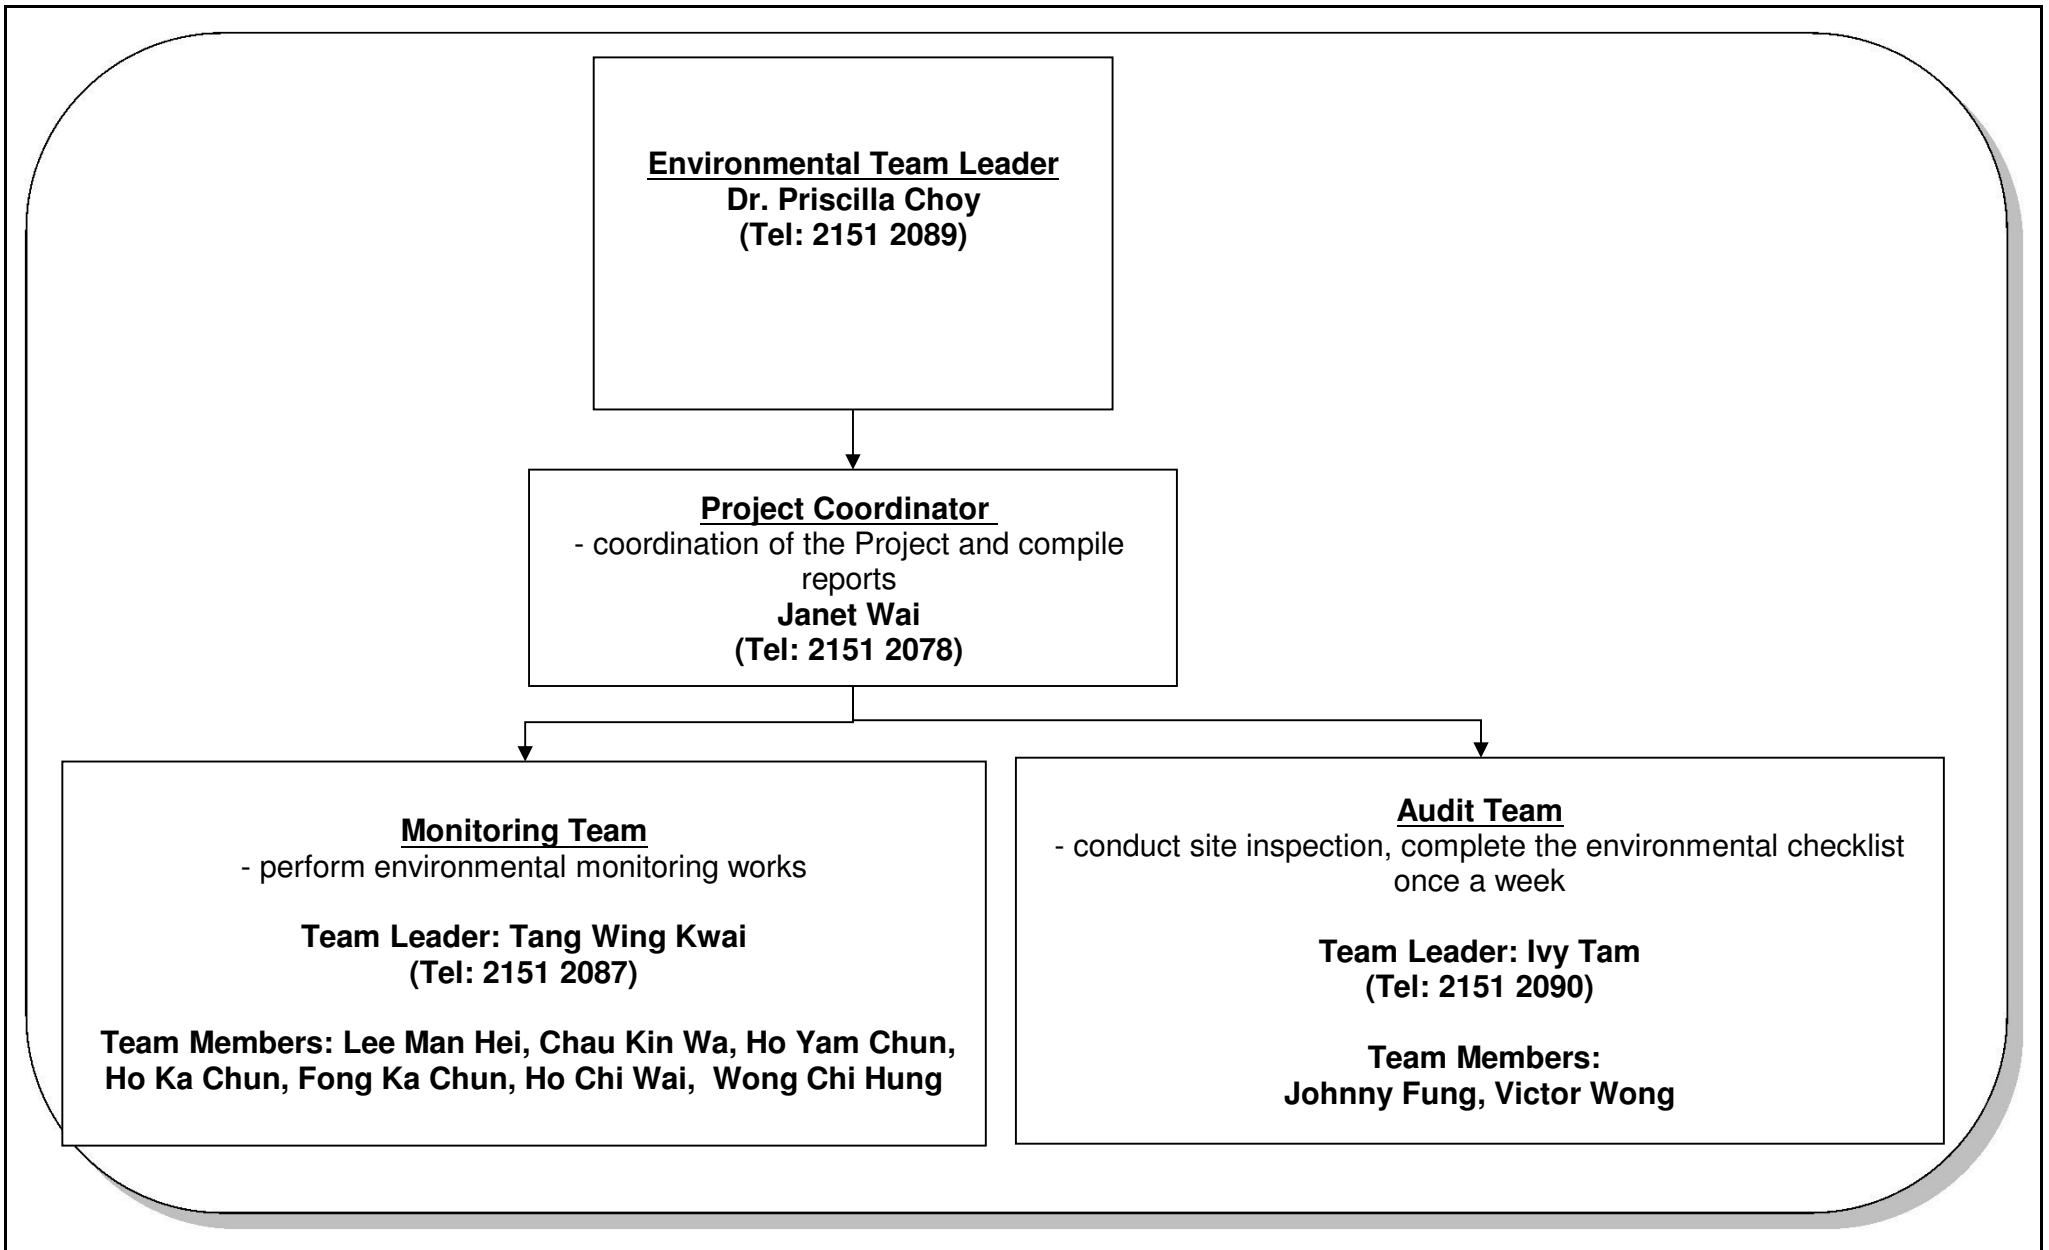 Environmental Team Leader
Dr. Priscilla Choy
(Tel: 2151 2089)
Project Coordinator
- coordination of the Project and compile
reports
Janet Wai
(Tel: 2151 2078)
Monitoring Team
- perform environmental monitoring works
Team Leader: Tang Wing Kwai
(Tel: 2151 2087)
Team Members: Lee Man Hei, Chau Kin Wa, Ho Yam Chun,
Ho Ka Chun, Fong Ka Chun, Ho Chi Wai,  Wong Chi Hung
Audit Team
- conduct site inspection, complete the environmental checklist
once a week
Team Leader: Ivy Tam
(Tel: 2151 2090)
Team Members:
Johnny Fung, Victor Wong